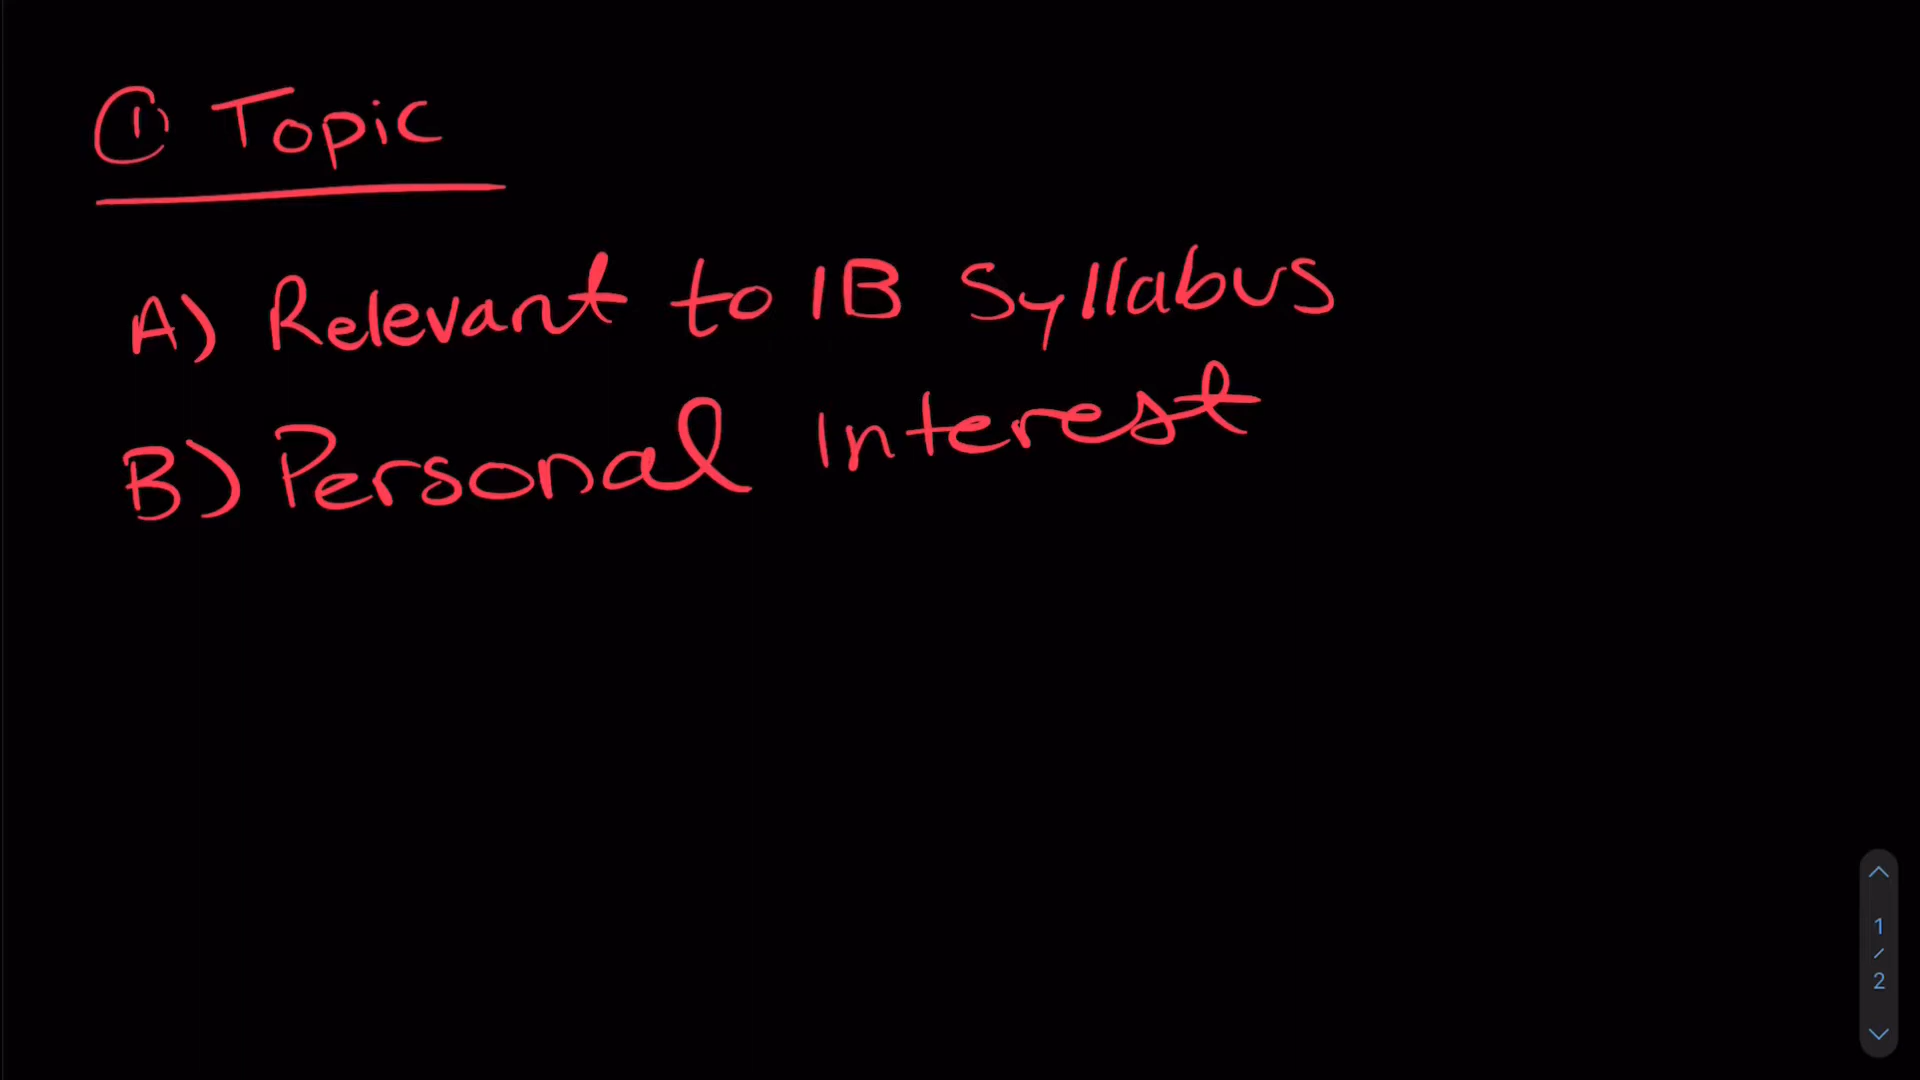 ① Topic
A) Relevant to IB Syllabus
B) Personal Interest
1
/
2